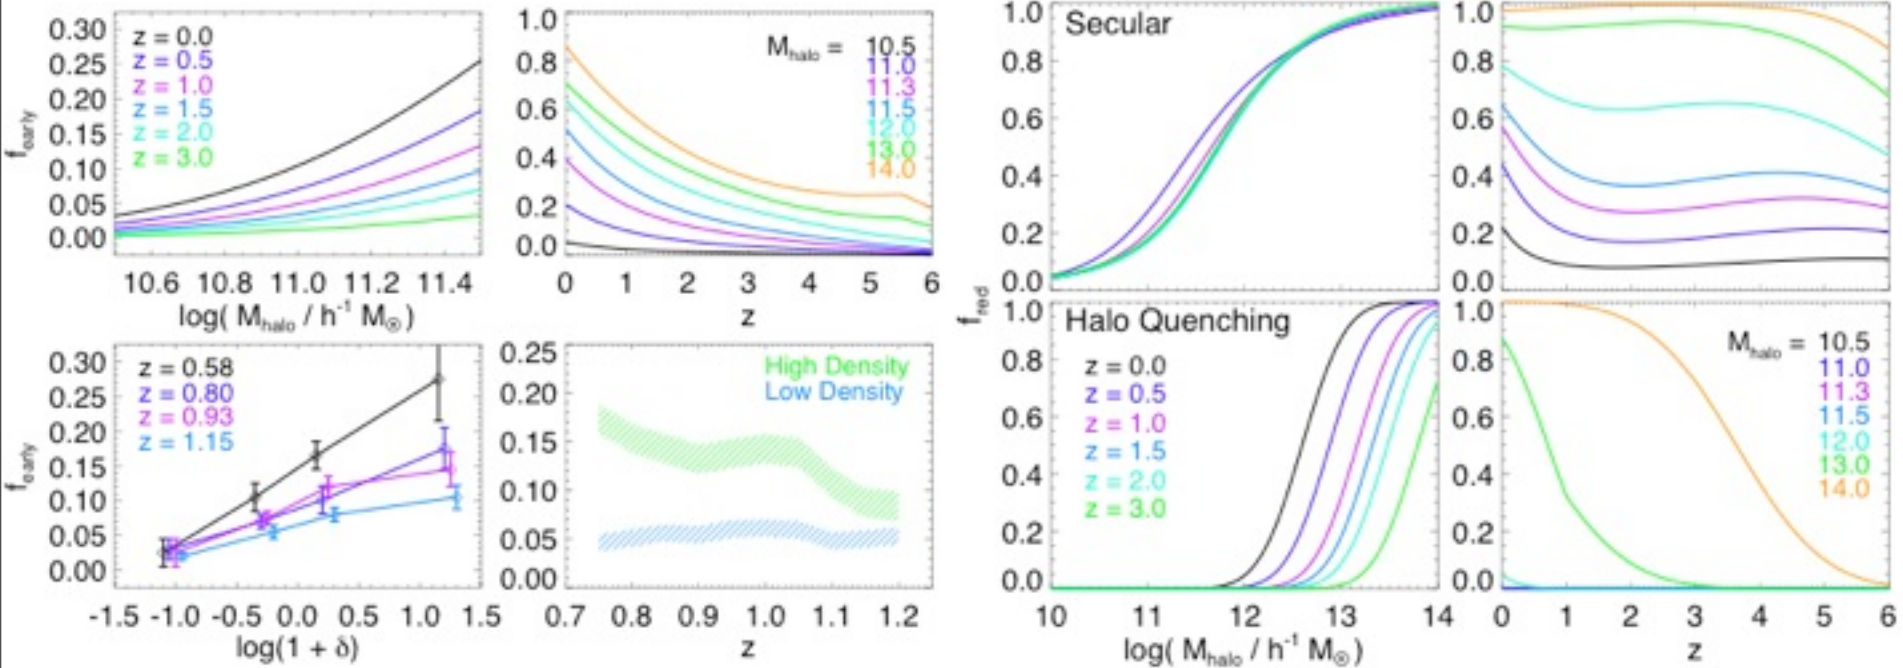 0.30
0.25
0.20
0.15
0.10
0.05
0.00
f_early
z = 0.0
z = 0.5
z = 1.0
z = 1.5
z = 2.0
z = 3.0
10.6 10.8 11.0 11.2 11.4
log( M_halo / h^-1 M_⊙ )
1.0
0.8
0.6
0.4
0.2
0.0
M_halo = 10.5
11.0
11.3
11.5
12.0
13.0
14.0
0 1 2 3 4 5 6
z
0.30
0.25
0.20
0.15
0.10
0.05
0.00
f_early
z = 0.58
z = 0.80
z = 0.93
z = 1.15
-1.5 -1.0 -0.5 0.0 0.5 1.0 1.5
log(1 + δ)
0.25
0.20
0.15
0.10
0.05
0.00
High Density
Low Density
0.7 0.8 0.9 1.0 1.1 1.2
z
f_red
1.0
0.8
0.6
0.4
0.2
0.0
Secular
1.0
0.8
0.6
0.4
0.2
0.0
1.0
0.8
0.6
0.4
0.2
0.0
Halo Quenching
z = 0.0
z = 0.5
z = 1.0
z = 1.5
z = 2.0
z = 3.0
10 11 12 13 14
log( M_halo / h^-1 M_⊙ )
1.0
0.8
0.6
0.4
0.2
0.0
M_halo = 10.5
11.0
11.3
11.5
12.0
13.0
14.0
0 1 2 3 4 5 6
z